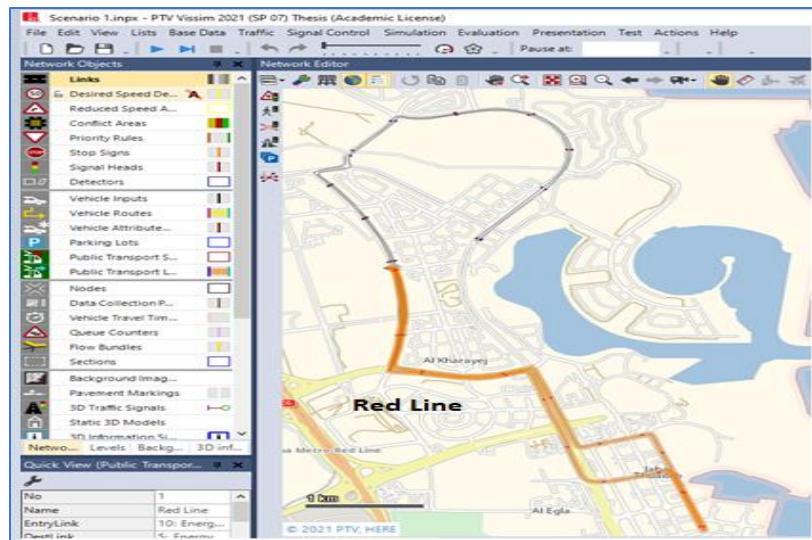 Scenario 1.inpx - PTV Vissim 2021 (SP 07) Thesis (Academic License)
File Edit View Lists Base Data Traffic Signal Control Simulation Evaluation Presentation Test Actions Help
Pause at:
Network Objects
Network Editor
Links
50 Desired Speed De...
Reduced Speed A...
Conflict Areas
Priority Rules
STOP Stop Signs
Signal Heads
Detectors
Vehicle Inputs
Vehicle Routes
Vehicle Attribute...
P Parking Lots
Public Transport S...
Public Transport L...
Nodes
Data Collection P...
Vehicle Travel Tim...
Queue Counters
Flow Bundles
Sections
Background Imag...
Pavement Markings
3D Traffic Signals
Static 3D Models
3D Information Si...
Netwo... Levels Backg... 3D inf...
Quick View (Public Transpor...
No 1
Name Red Line
EntryLink 10: Energ...
DestLink 5: Energy
Al Kharayej
Red Line
Metro Red Line
1 km
Al Egla
© 2021 PTV, HERE